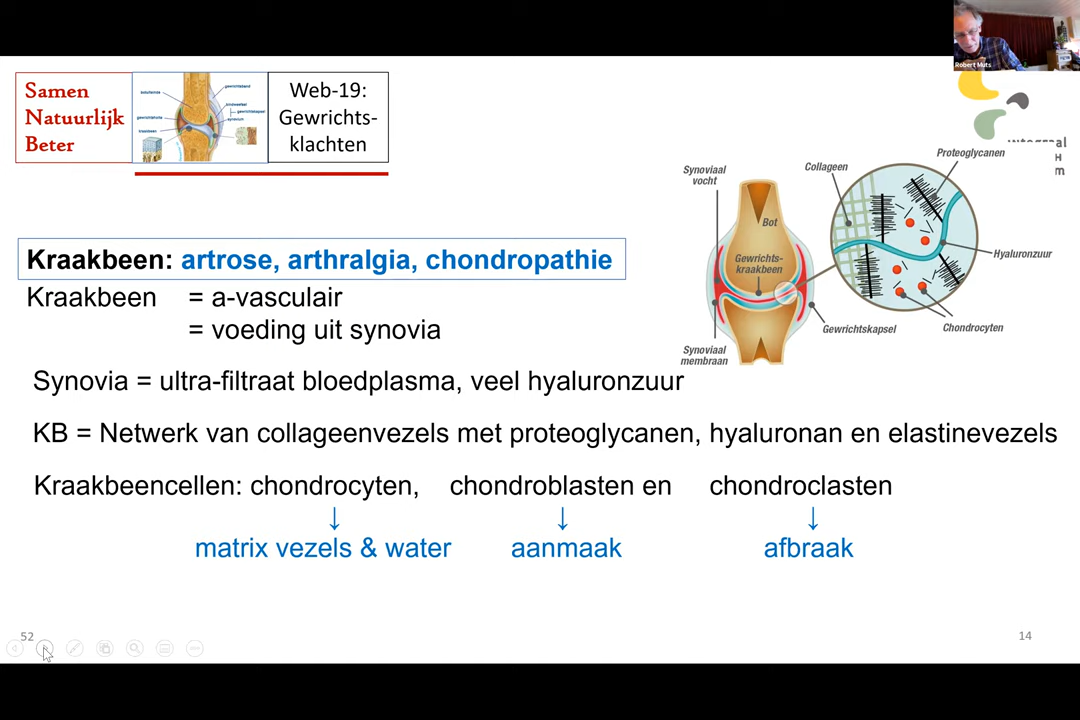 Robert Muts
Samen
Natuurlijk
Beter
Web-19:
Gewrichts-
klachten
Synoviaal
vocht
Bot
Gewrichts-
kraakbeen
Gewrichtskapsel
Synoviaal
membraan
Collageen
Proteoglycanen
Hyaluronzuur
Chondrocyten
Kraakbeen: artrose, arthralgia, chondropathie
Kraakbeen = a-vasculair
= voeding uit synovia
Synovia = ultra-filtraat bloedplasma, veel hyaluronzuur
KB = Netwerk van collageenvezels met proteoglycanen, hyaluronan en elastinevezels
Kraakbeencellen: chondrocyten, chondroblasten en chondroclasten
↓ ↓ ↓
matrix vezels & water aanmaak afbraak
52
14